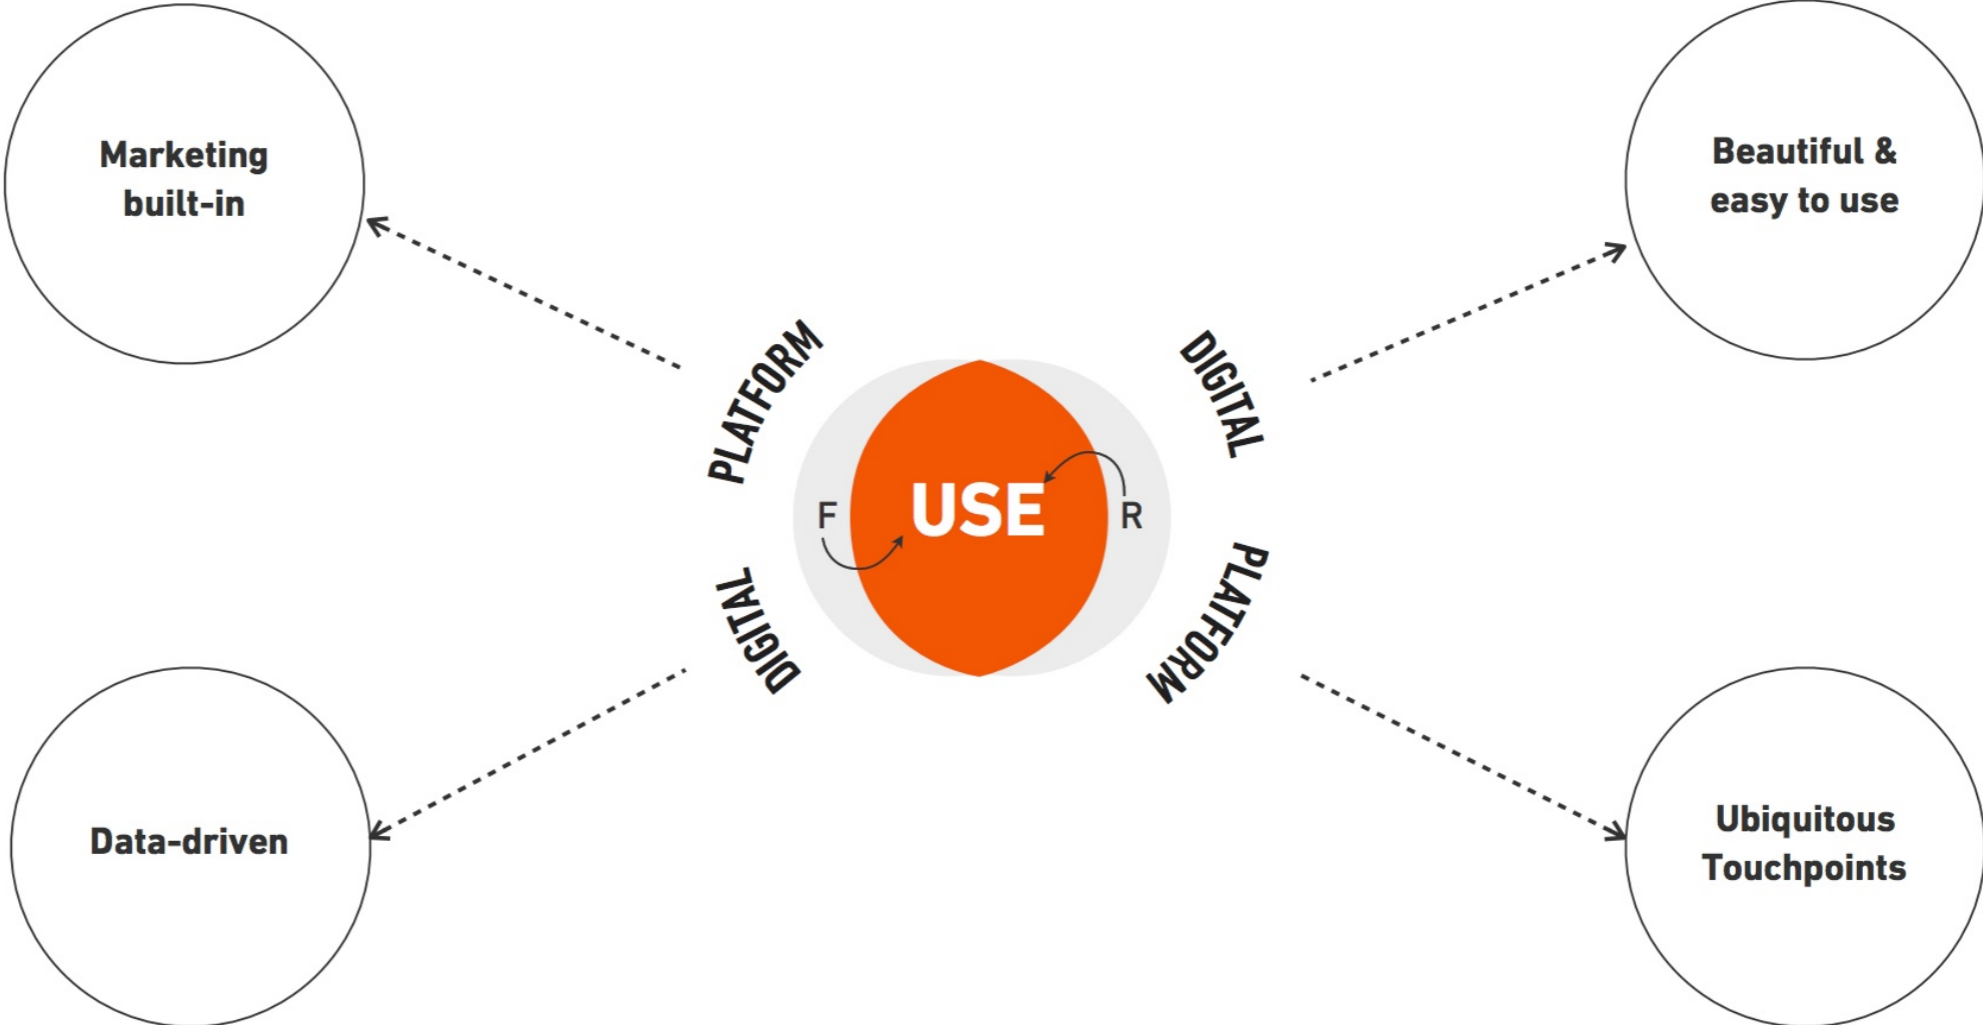 Marketing
built-in
Beautiful &
easy to use
PLATFORM
DIGITAL
F
USE
R
DIGITAL
PLATFORM
Data-driven
Ubiquitous
Touchpoints